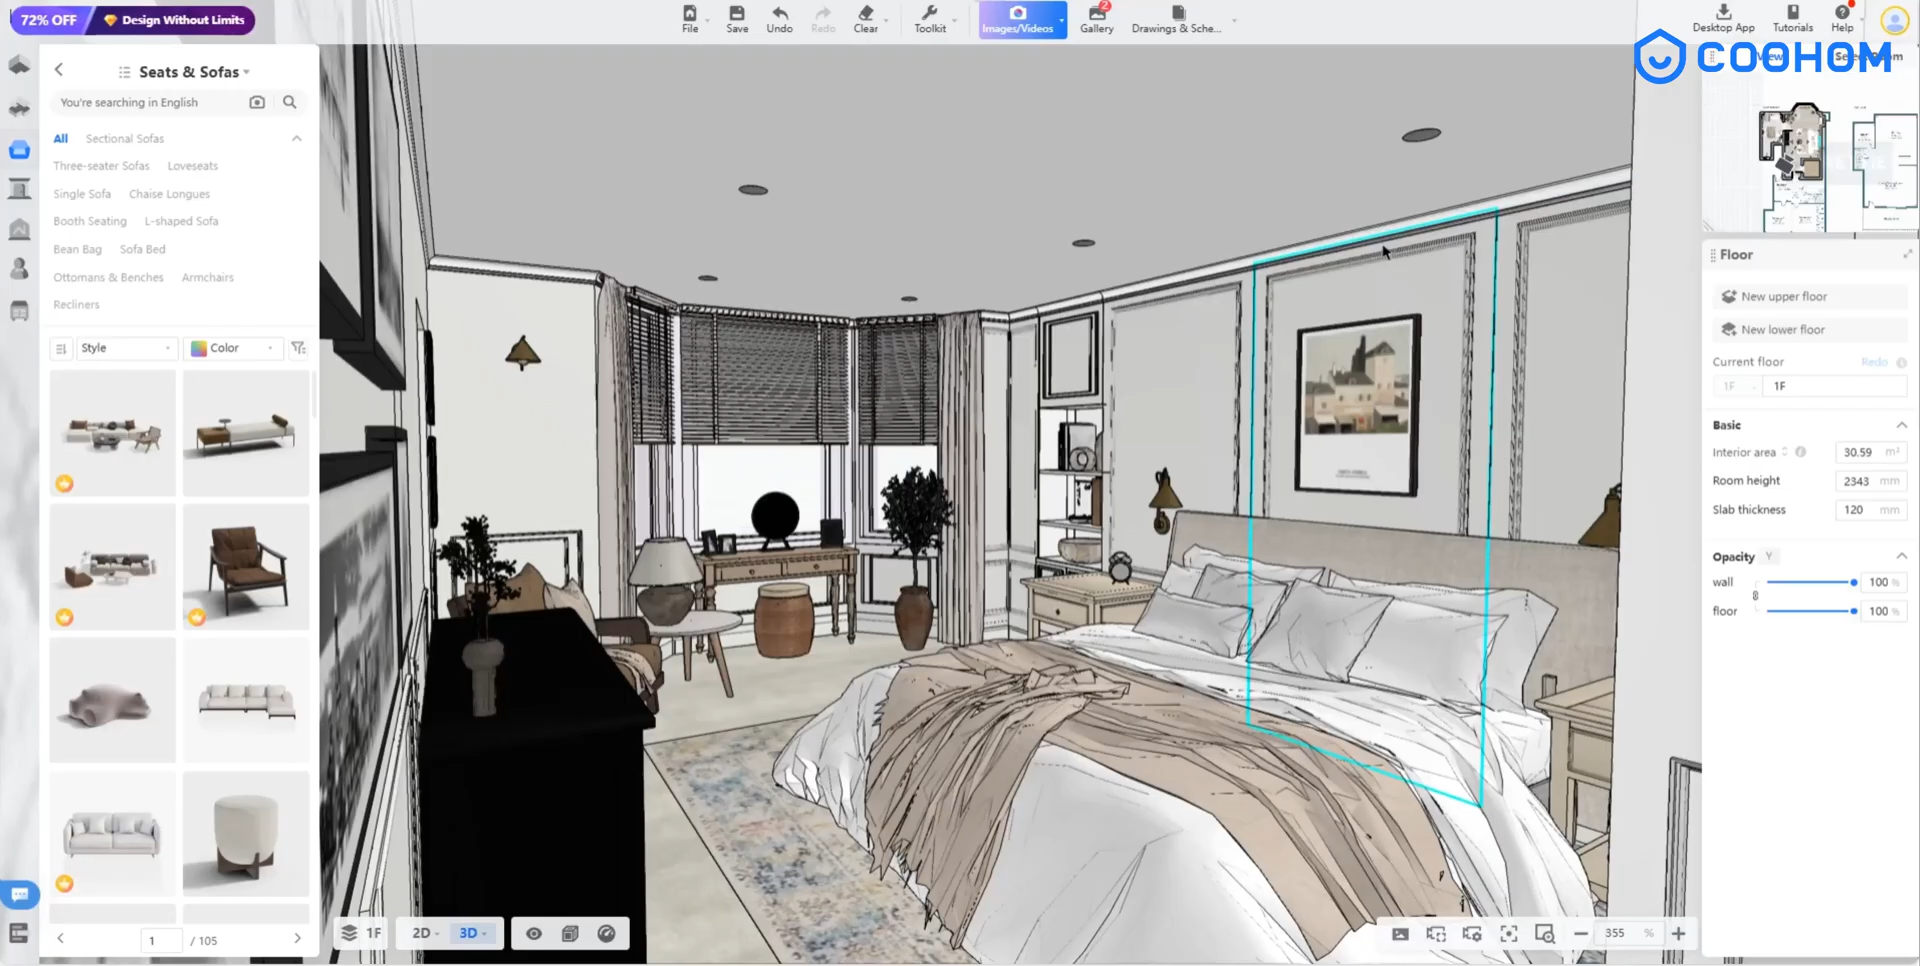 72% OFF
Design Without Limits
File
Save
Undo
Redo
Clear
Toolkit
Images/Videos
2
Gallery
Drawings & Sche...
Desktop App
Tutorials
Help
COOHOM
Seats & Sofas
You're searching in English
All
Sectional Sofas
Three-seater Sofas
Loveseats
Single Sofa
Chaise Longues
Booth Seating
L-shaped Sofa
Bean Bag
Sofa Bed
Ottomans & Benches
Armchairs
Recliners
Style
Color
1
/ 105
1F
2D
3D
355
%
Floor
New upper floor
New lower floor
Current floor
Redo
1F
1F
Basic
Interior area
30.59 m²
Room height
2343 mm
Slab thickness
120 mm
Opacity
Y
wall
100 %
floor
100 %